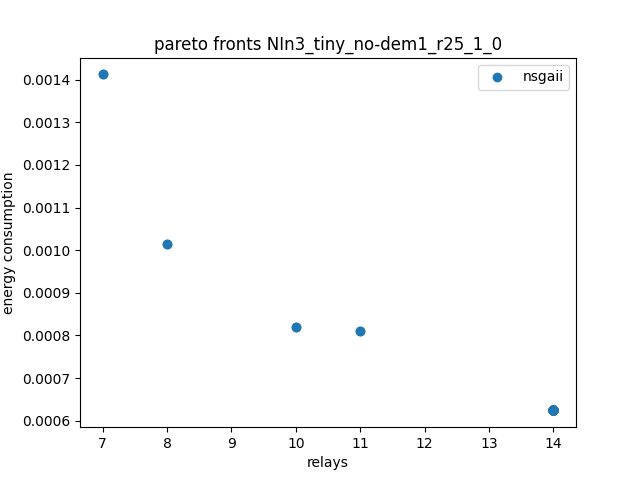 pareto fronts NIn3_tiny_no-dem1_r25_1_0
nsgaii
0.0014
0.0013
0.0012
0.0011
0.0010
0.0009
0.0008
0.0007
0.0006
energy consumption
7 8 9 10 11 12 13 14
relays